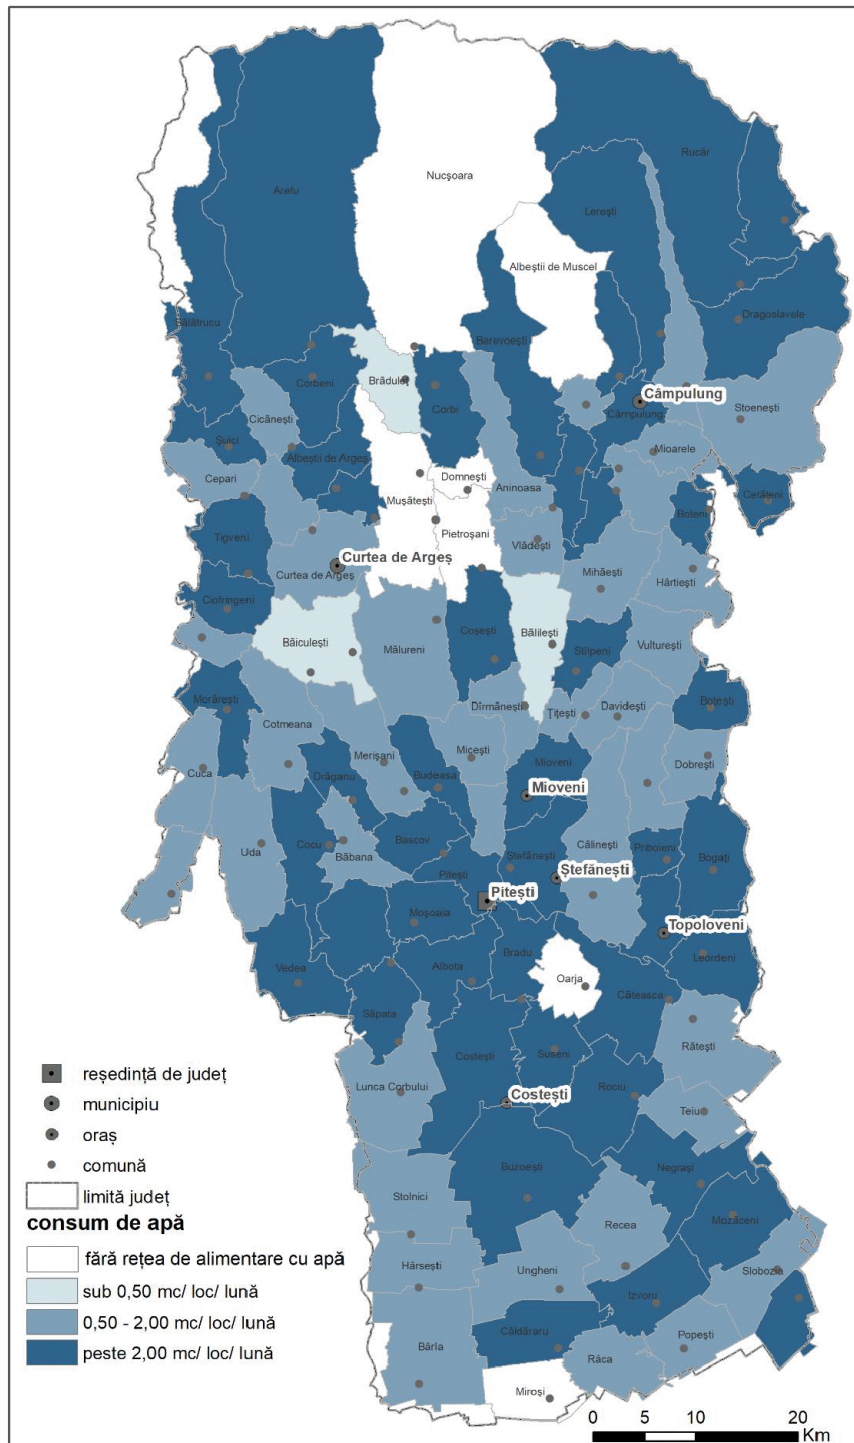 Rucăr
Nucșoara
Arefu
Lerești
Albeștii de Muscel
Dragoslavele
Sălătrucu
Berevoești
Brăduleț
Corbeni
Câmpulung
Câmpulung
Corbi
Stoenești
Cicănești
Șuici
Mioarele
Albeștii de Argeș
Cepari
Domnești
Aninoasa
Cetățeni
Mușătești
Boteni
Tigveni
Pietroșani
Vlădești
Curtea de Argeș
Curtea de Argeș
Mihăești
Hârtiești
Ciofringeni
Băiculești
Coșești
Bălilești
Mălureni
Stîlpeni
Vulturești
Morărești
Boțești
Dîrmănești
Țițești
Davidești
Cotmeana
Merișani
Micești
Mioveni
Dobrești
Cuca
Drăganu
Budeasa
Mioveni
Uda
Cocu
Băbana
Bascov
Călinești
Priboieni
Ștefănești
Bogați
Pitești
Ștefănești
Pitești
Moșoaia
Topoloveni
Bradu
Leordeni
Vedea
Albota
Oarja
Căteasca
Săpata
Rătești
Costești
Suseni
reședință de județ
Lunca Corbului
Rociu
Costești
municipiu
Teiu
oraș
comună
Buzoești
Negrași
limită județ
Stolnici
consum de apă
Recea
Mozăceni
fără rețea de alimentare cu apă
Hârsești
Ungheni
Slobozia
sub 0,50 mc/ loc/ lună
Izvoru
0,50 - 2,00 mc/ loc/ lună
Căldăraru
Popești
Bârla
peste 2,00 mc/ loc/ lună
Râca
Miroși
0 5 10 20
Km